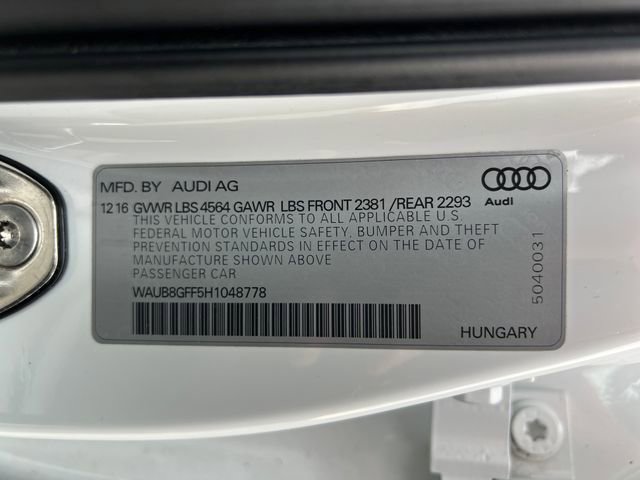 MFD. BY AUDI AG
12 16 GVWR LBS 4564 GAWR LBS FRONT 2381 /REAR 2293
THIS VEHICLE CONFORMS TO ALL APPLICABLE U.S.
FEDERAL MOTOR VEHICLE SAFETY, BUMPER AND THEFT
PREVENTION STANDARDS IN EFFECT ON THE DATE OF
MANUFACTURE SHOWN ABOVE
PASSENGER CAR
WAUB8GFF5H1048778
Audi
5040031
HUNGARY